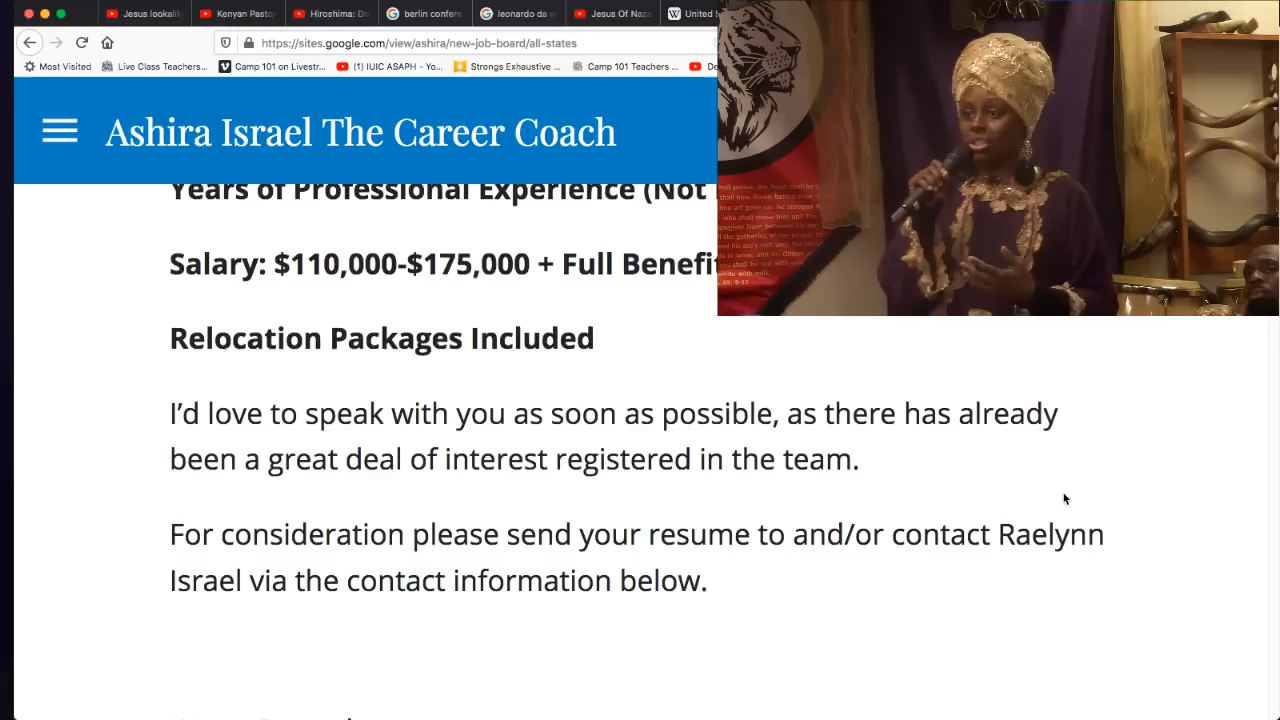 Jesus lookali
Kenyan Pasto
Hiroshima: Dr
berlin confere
leonardo da v
Jesus Of Naz
United S
https://sites.google.com/view/ashira/new-job-board/all-states
Most Visited
Live Class Teachers...
Camp 101 on Livestr...
(1) IUIC ASAPH - Yo...
Strongs Exhaustive ...
Camp 101 Teachers ...
De
Ashira Israel The Career Coach
Years of Professional Experience (Not
Salary: $110,000-$175,000 + Full Benefi
Relocation Packages Included
I’d love to speak with you as soon as possible, as there has already
been a great deal of interest registered in the team.
For consideration please send your resume to and/or contact Raelynn
Israel via the contact information below.